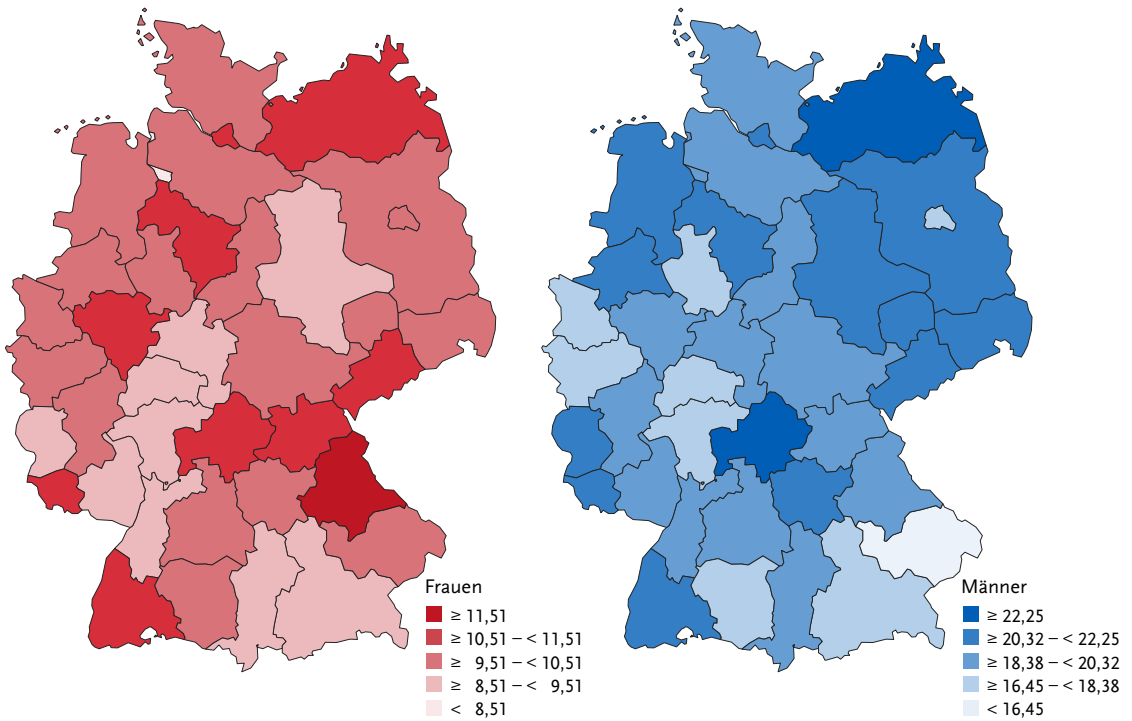 Frauen
≥ 11,51
≥ 10,51 – < 11,51
≥ 9,51 – < 10,51
≥ 8,51 – < 9,51
< 8,51
Männer
≥ 22,25
≥ 20,32 – < 22,25
≥ 18,38 – < 20,32
≥ 16,45 – < 18,38
< 16,45